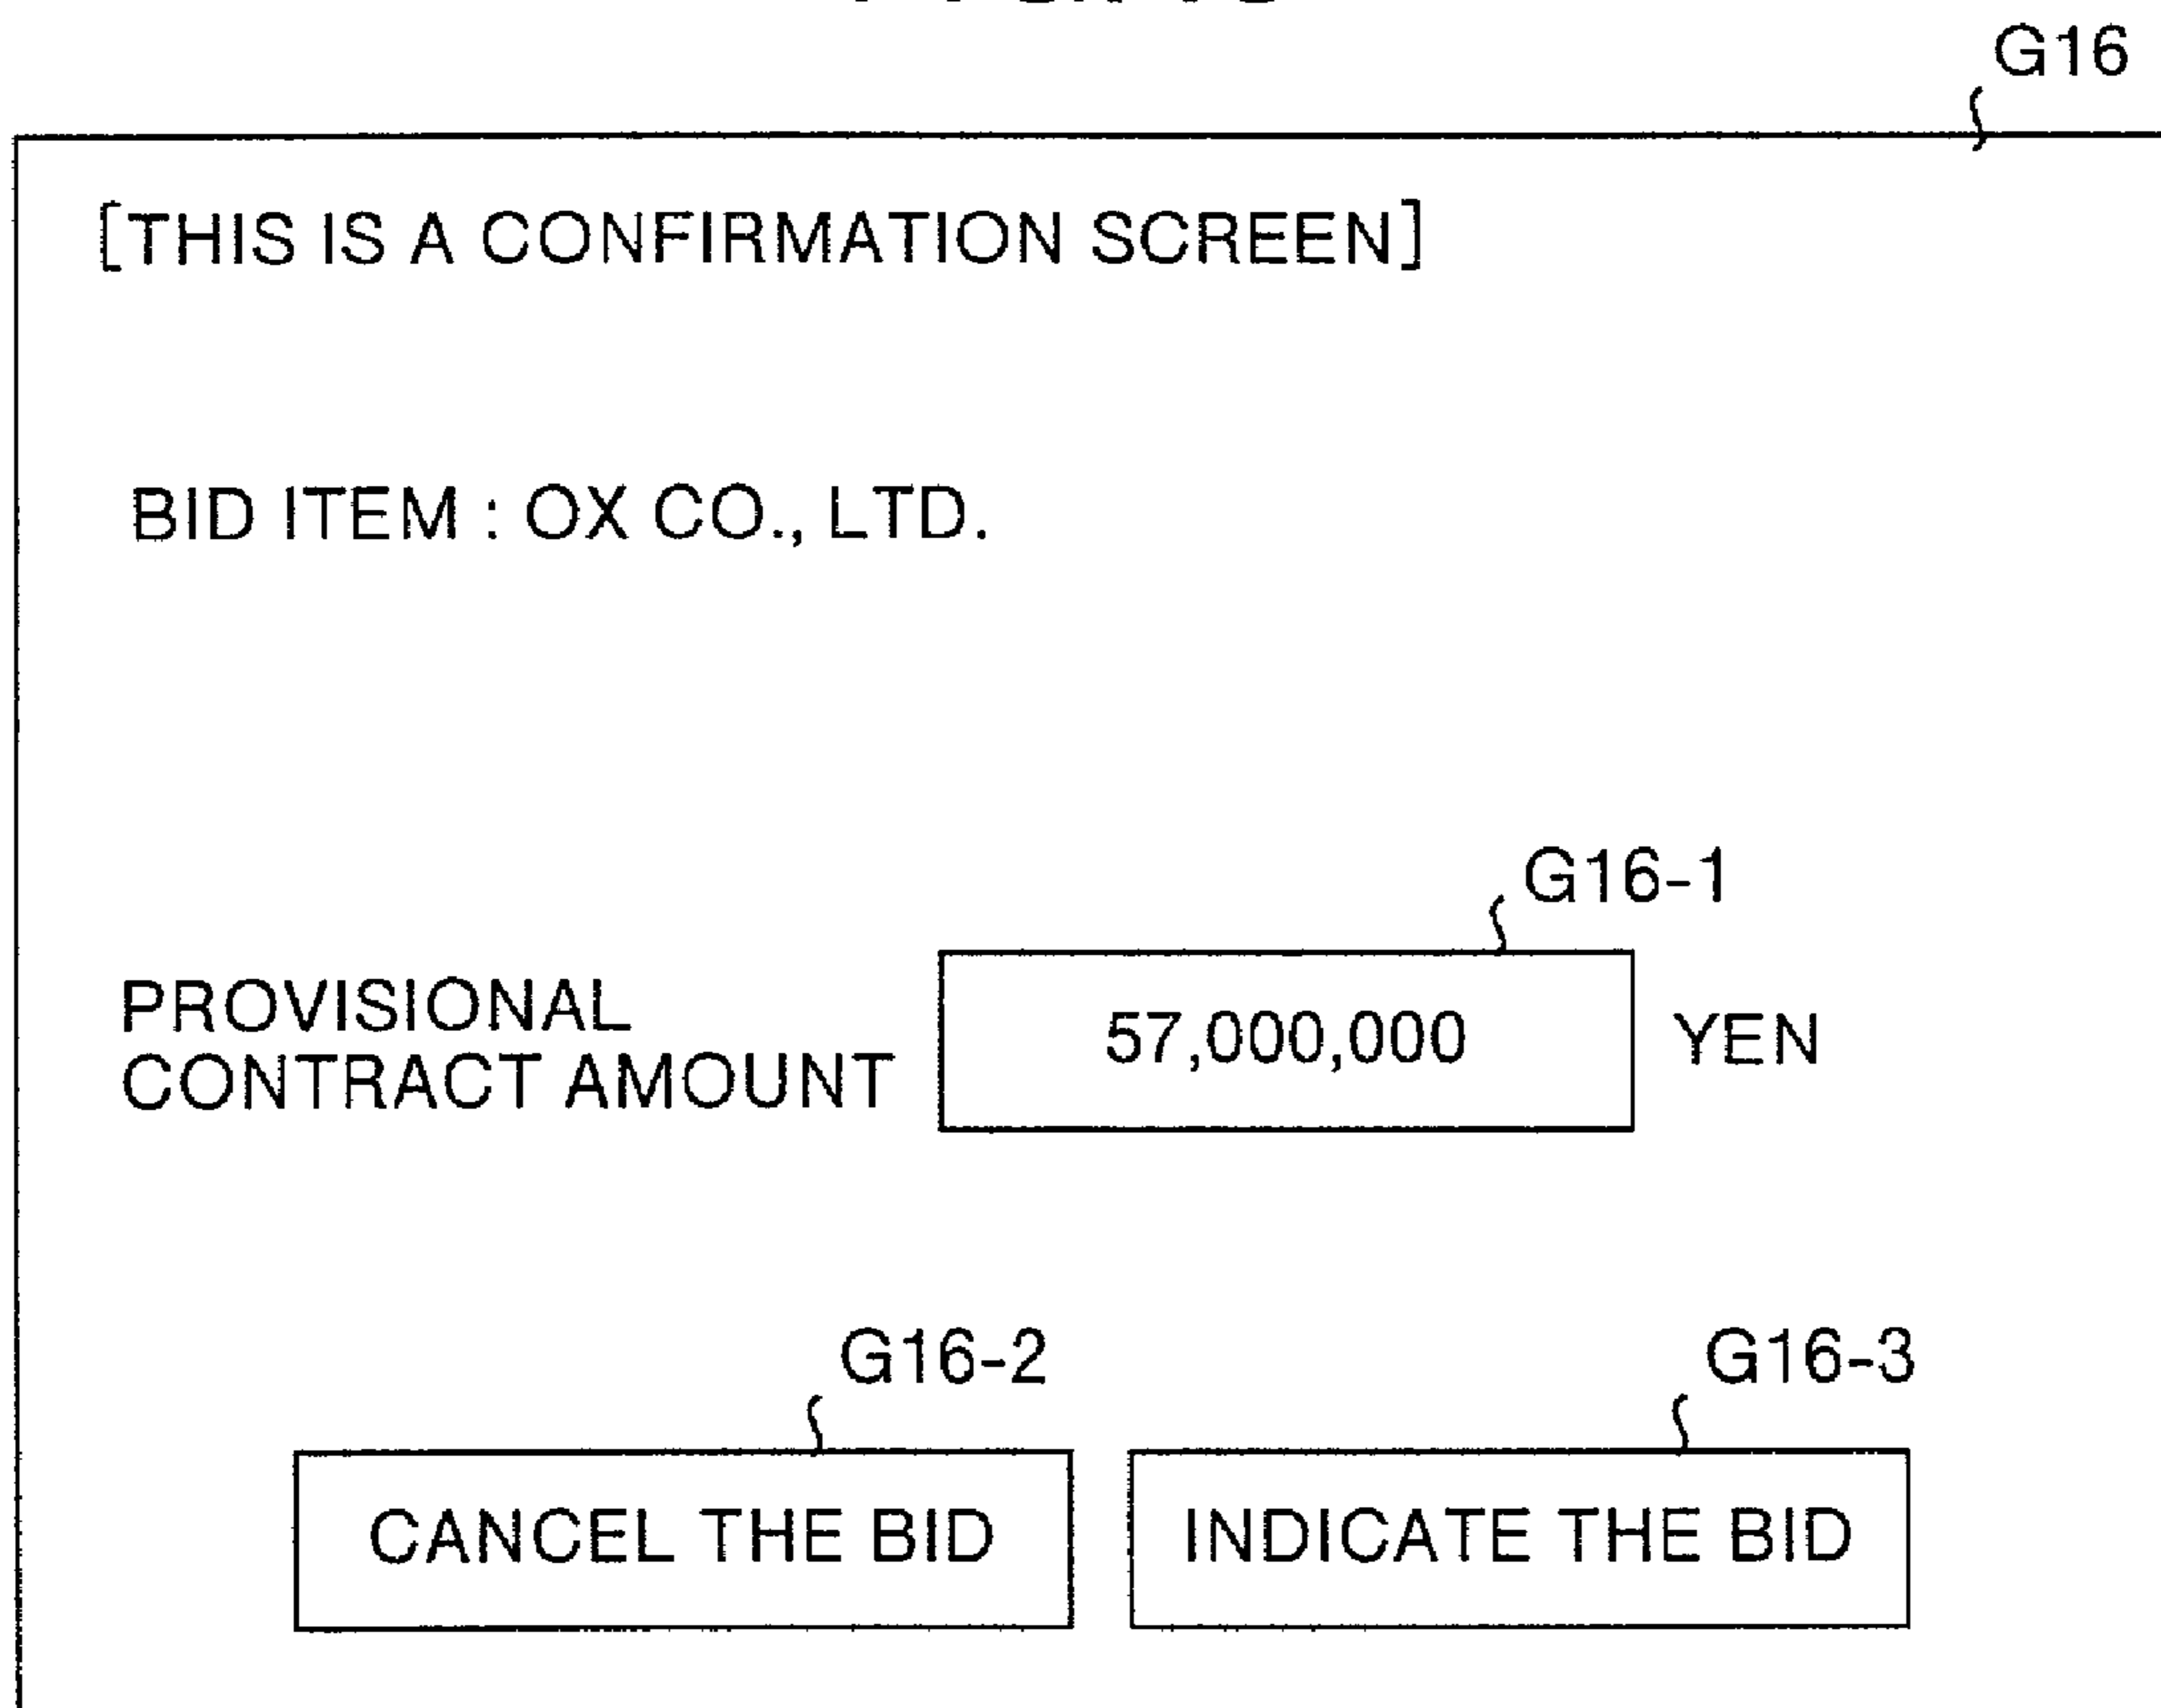 G16
[THIS IS A CONFIRMATION SCREEN]
BID ITEM : OX CO., LTD.
G16-1
PROVISIONAL
CONTRACT AMOUNT 57,000,000 YEN
G16-2 G16-3
CANCEL THE BID INDICATE THE BID